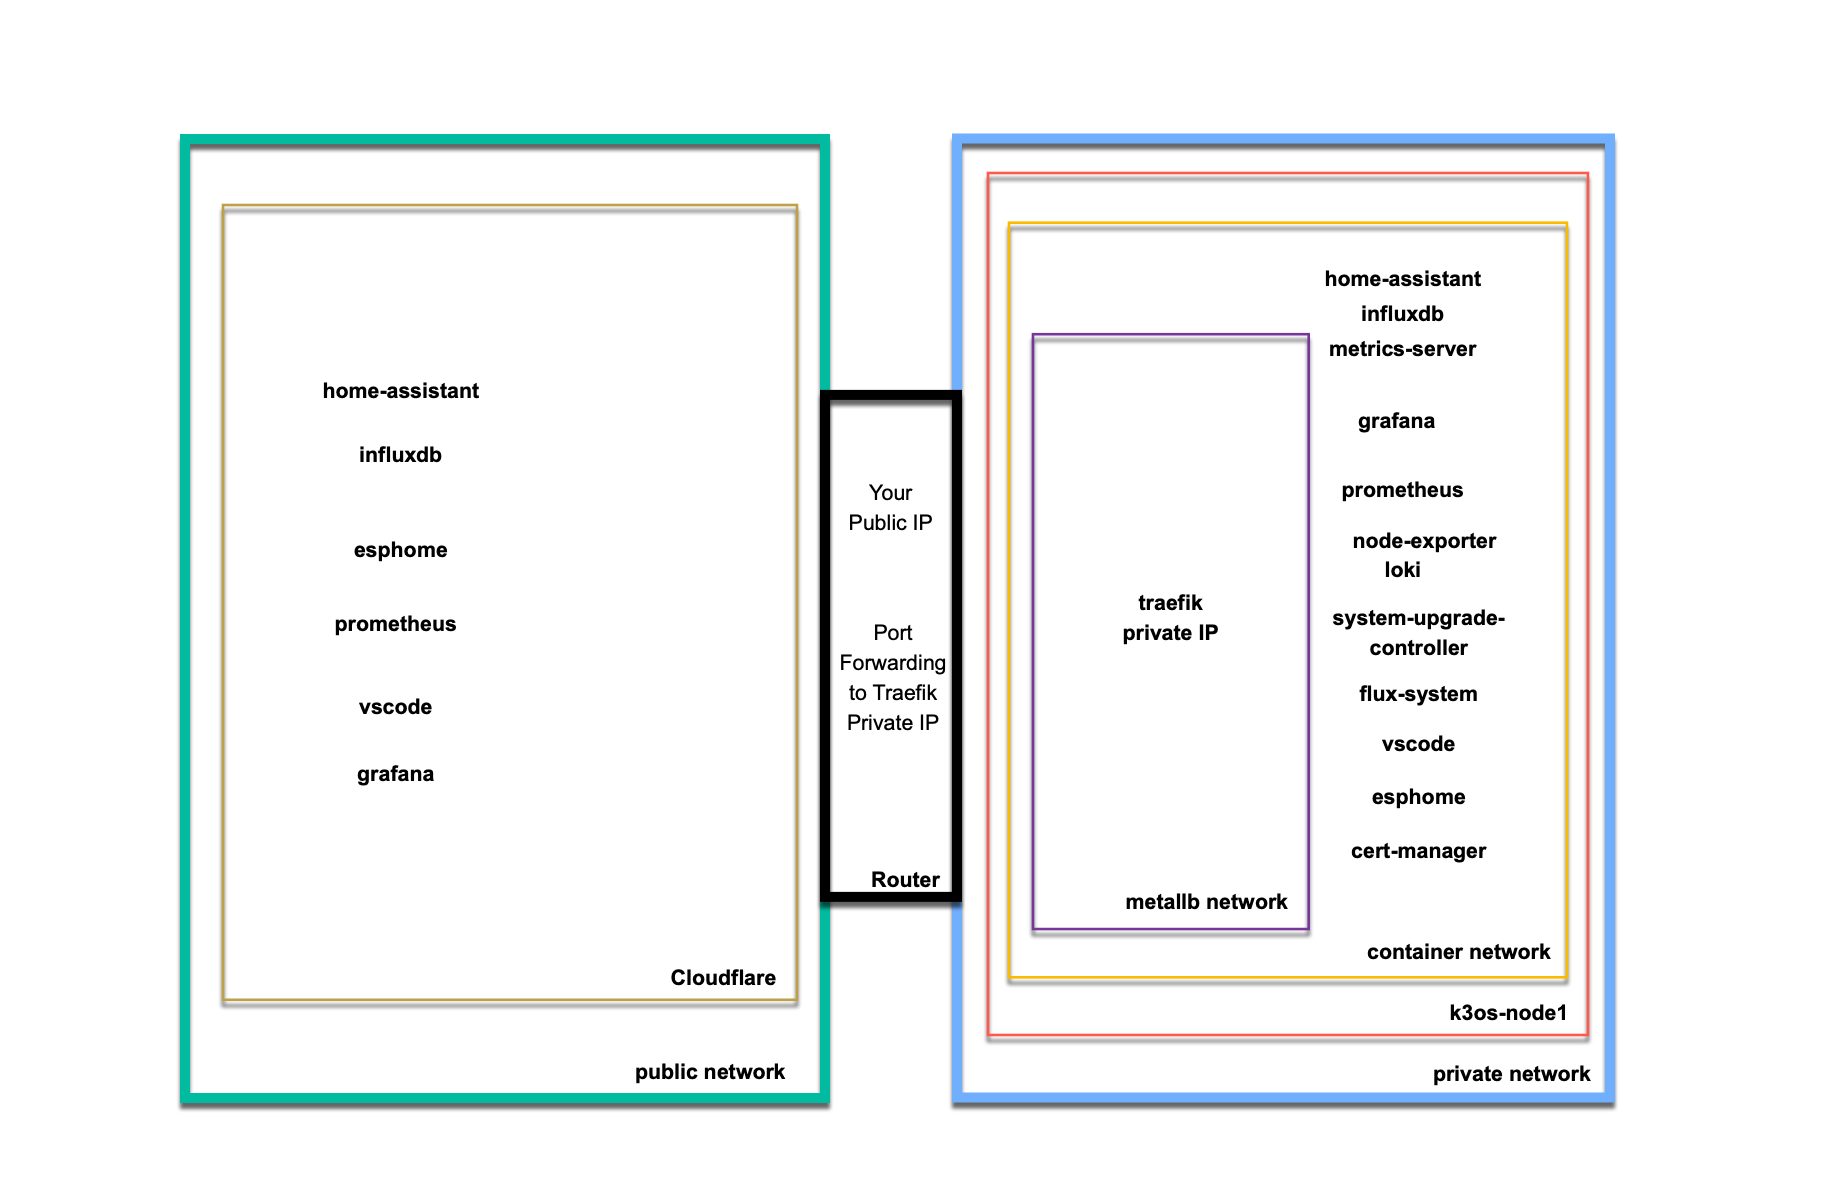 home-assistant
influxdb
esphome
prometheus
vscode
grafana
Cloudflare
public network
Your
Public IP
Port
Forwarding
to Traefik
Private IP
Router
traefik
private IP
metallb network
home-assistant
influxdb
metrics-server
grafana
prometheus
node-exporter
loki
system-upgrade-
controller
flux-system
vscode
esphome
cert-manager
container network
k3os-node1
private network